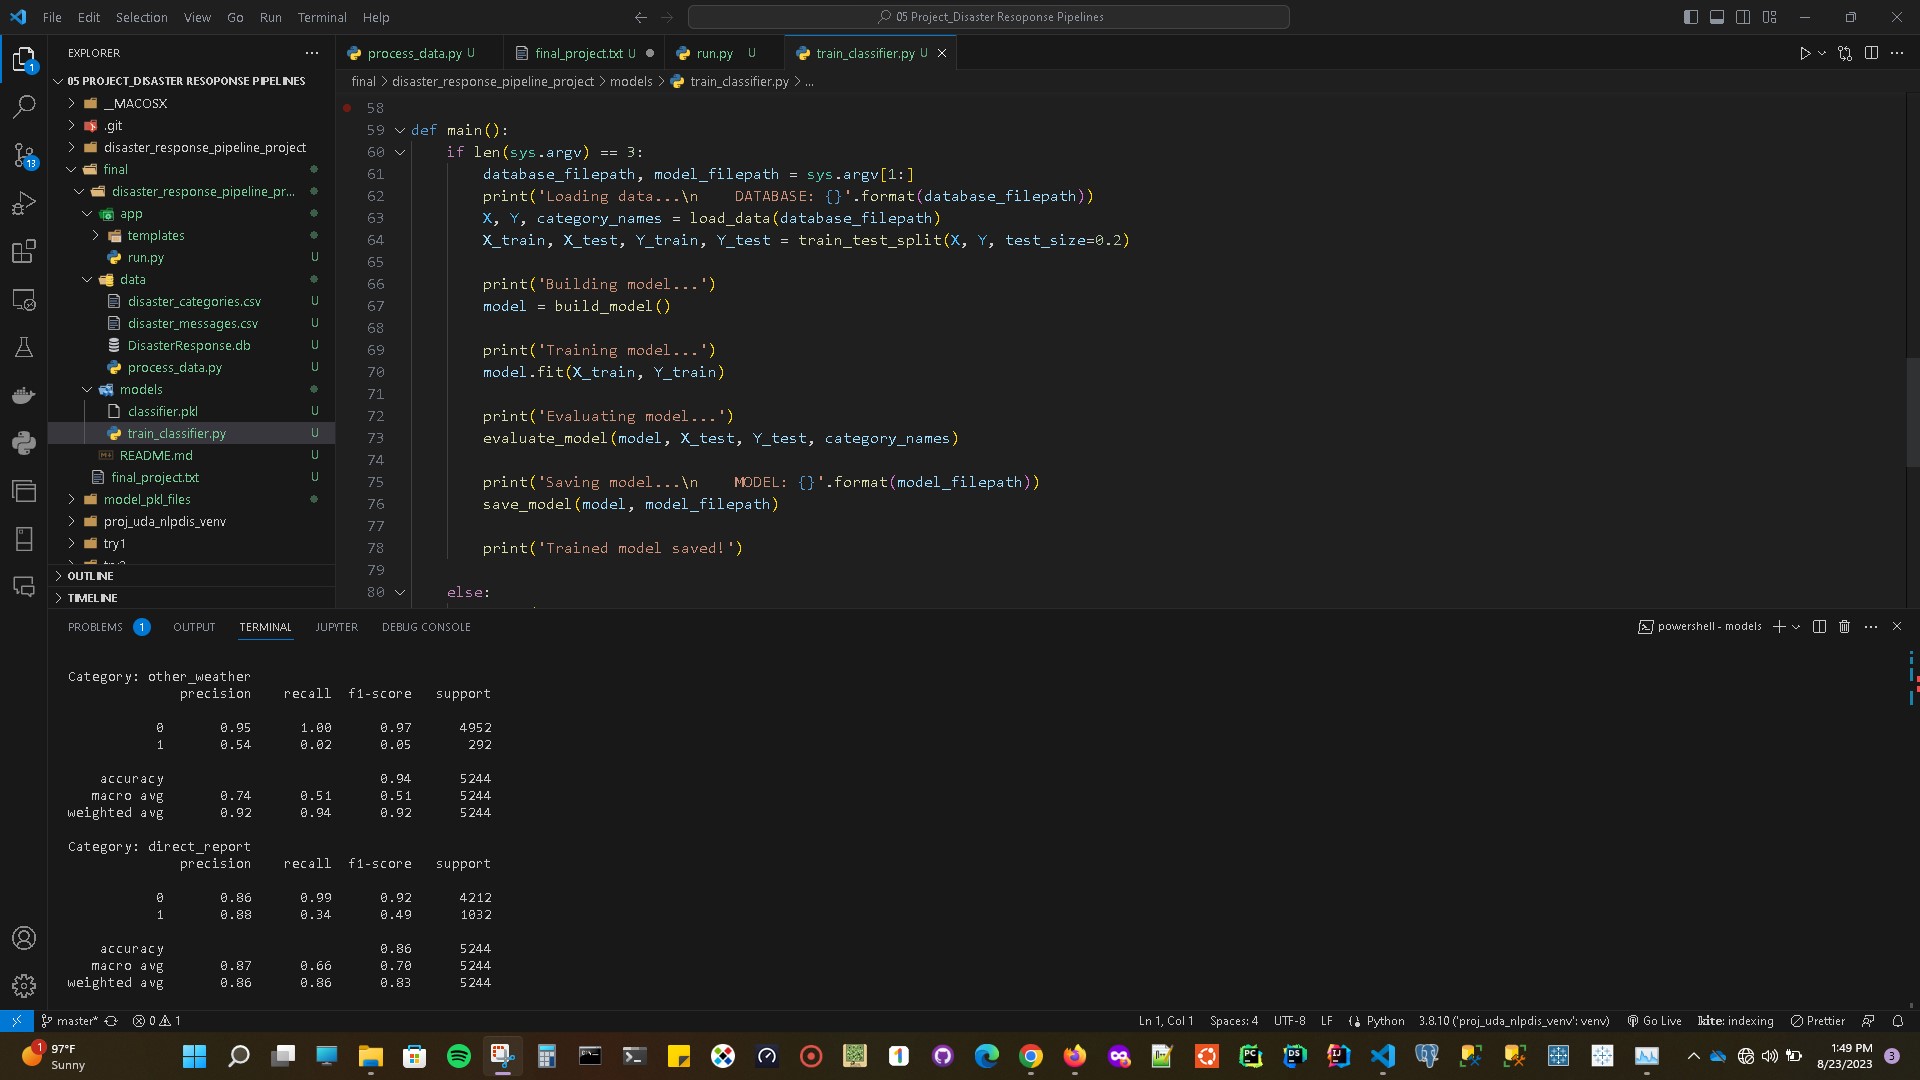 File Edit Selection View Go Run Terminal Help
05 Project_Disaster Resoponse Pipelines
EXPLORER
05 PROJECT_DISASTER RESOPONSE PIPELINES
__MACOSX
.git
disaster_response_pipeline_project
final
disaster_response_pipeline_pr...
app
templates
run.py U
data
disaster_categories.csv U
disaster_messages.csv U
DisasterResponse.db U
process_data.py U
models
classifier.pkl U
train_classifier.py U
README.md U
final_project.txt U
model_pkl_files
proj_uda_nlpdis_venv
try1
OUTLINE
TIMELINE
process_data.py U final_project.txt U run.py U train_classifier.py U
final > disaster_response_pipeline_project > models > train_classifier.py > ...
58
59 def main():
60 if len(sys.argv) == 3:
61 database_filepath, model_filepath = sys.argv[1:]
62 print('Loading data...\n    DATABASE: {}'.format(database_filepath))
63 X, Y, category_names = load_data(database_filepath)
64 X_train, X_test, Y_train, Y_test = train_test_split(X, Y, test_size=0.2)
65
66 print('Building model...')
67 model = build_model()
68
69 print('Training model...')
70 model.fit(X_train, Y_train)
71
72 print('Evaluating model...')
73 evaluate_model(model, X_test, Y_test, category_names)
74
75 print('Saving model...\n    MODEL: {}'.format(model_filepath))
76 save_model(model, model_filepath)
77
78 print('Trained model saved!')
79
80 else:
PROBLEMS 1 OUTPUT TERMINAL JUPYTER DEBUG CONSOLE
powershell - models
Category: other_weather
precision recall f1-score support
0 0.95 1.00 0.97 4952
1 0.54 0.02 0.05 292
accuracy 0.94 5244
macro avg 0.74 0.51 0.51 5244
weighted avg 0.92 0.94 0.92 5244
Category: direct_report
precision recall f1-score support
0 0.86 0.99 0.92 4212
1 0.88 0.34 0.49 1032
accuracy 0.86 5244
macro avg 0.87 0.66 0.70 5244
weighted avg 0.86 0.86 0.83 5244
master* 0 1 Ln 1, Col 1 Spaces: 4 UTF-8 LF Python 3.8.10 ('proj_uda_nlpdis_venv': venv) Go Live kite: indexing Prettier
1 97°F
Sunny
1:49 PM
8/23/2023 3
1
13